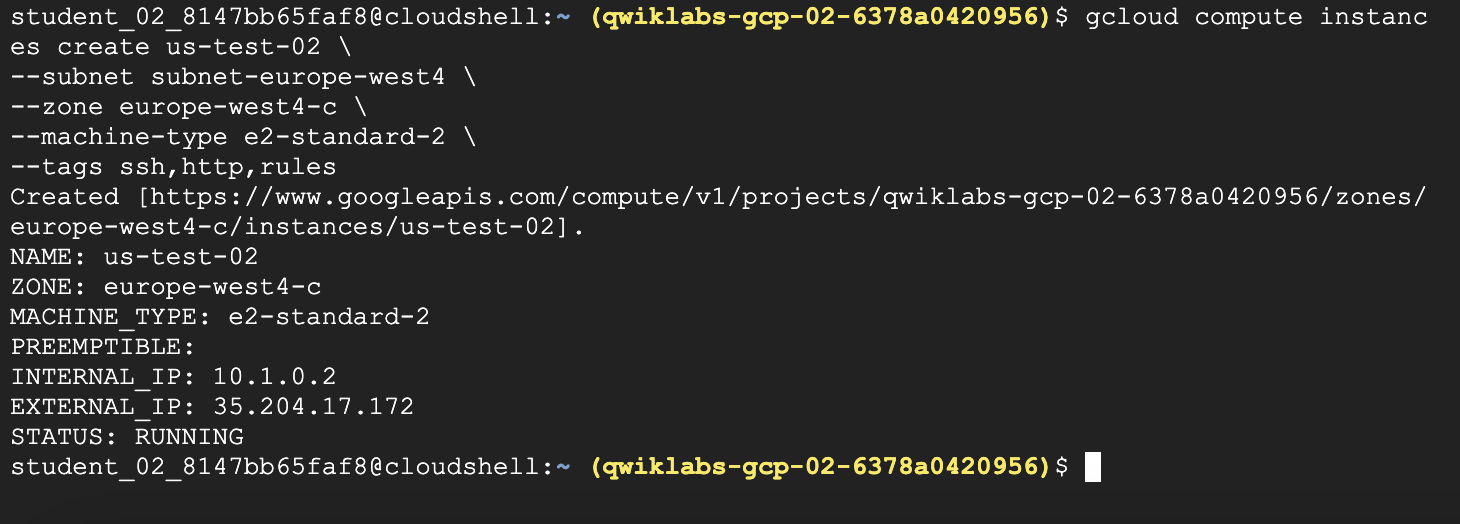 student_02_8147bb65faf8@cloudshell:~ (qwiklabs-gcp-02-6378a0420956)$ gcloud compute instanc
es create us-test-02 \
--subnet subnet-europe-west4 \
--zone europe-west4-c \
--machine-type e2-standard-2 \
--tags ssh,http,rules
Created [https://www.googleapis.com/compute/v1/projects/qwiklabs-gcp-02-6378a0420956/zones/
europe-west4-c/instances/us-test-02].
NAME: us-test-02
ZONE: europe-west4-c
MACHINE_TYPE: e2-standard-2
PREEMPTIBLE:
INTERNAL_IP: 10.1.0.2
EXTERNAL_IP: 35.204.17.172
STATUS: RUNNING
student_02_8147bb65faf8@cloudshell:~ (qwiklabs-gcp-02-6378a0420956)$